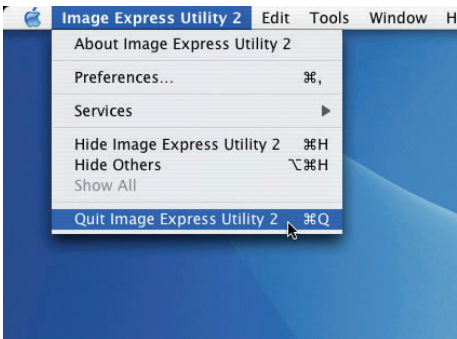 Image Express Utility 2 Edit Tools Window H
About Image Express Utility 2
Preferences... ⌘,
Services
Hide Image Express Utility 2 ⌘H
Hide Others ⌥⌘H
Show All
Quit Image Express Utility 2 ⌘Q